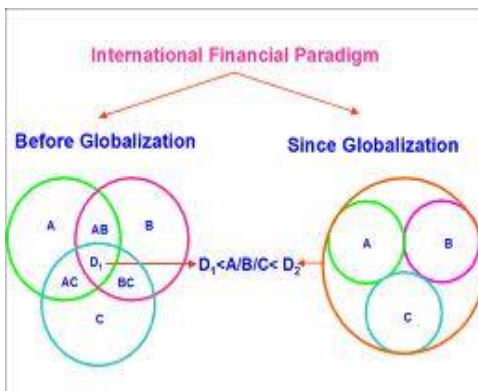 International Financial Paradigm
Before Globalization
Since Globalization
A
AB
B
D₁
AC
BC
C
D₁<A/B/C< D₂
A
B
C